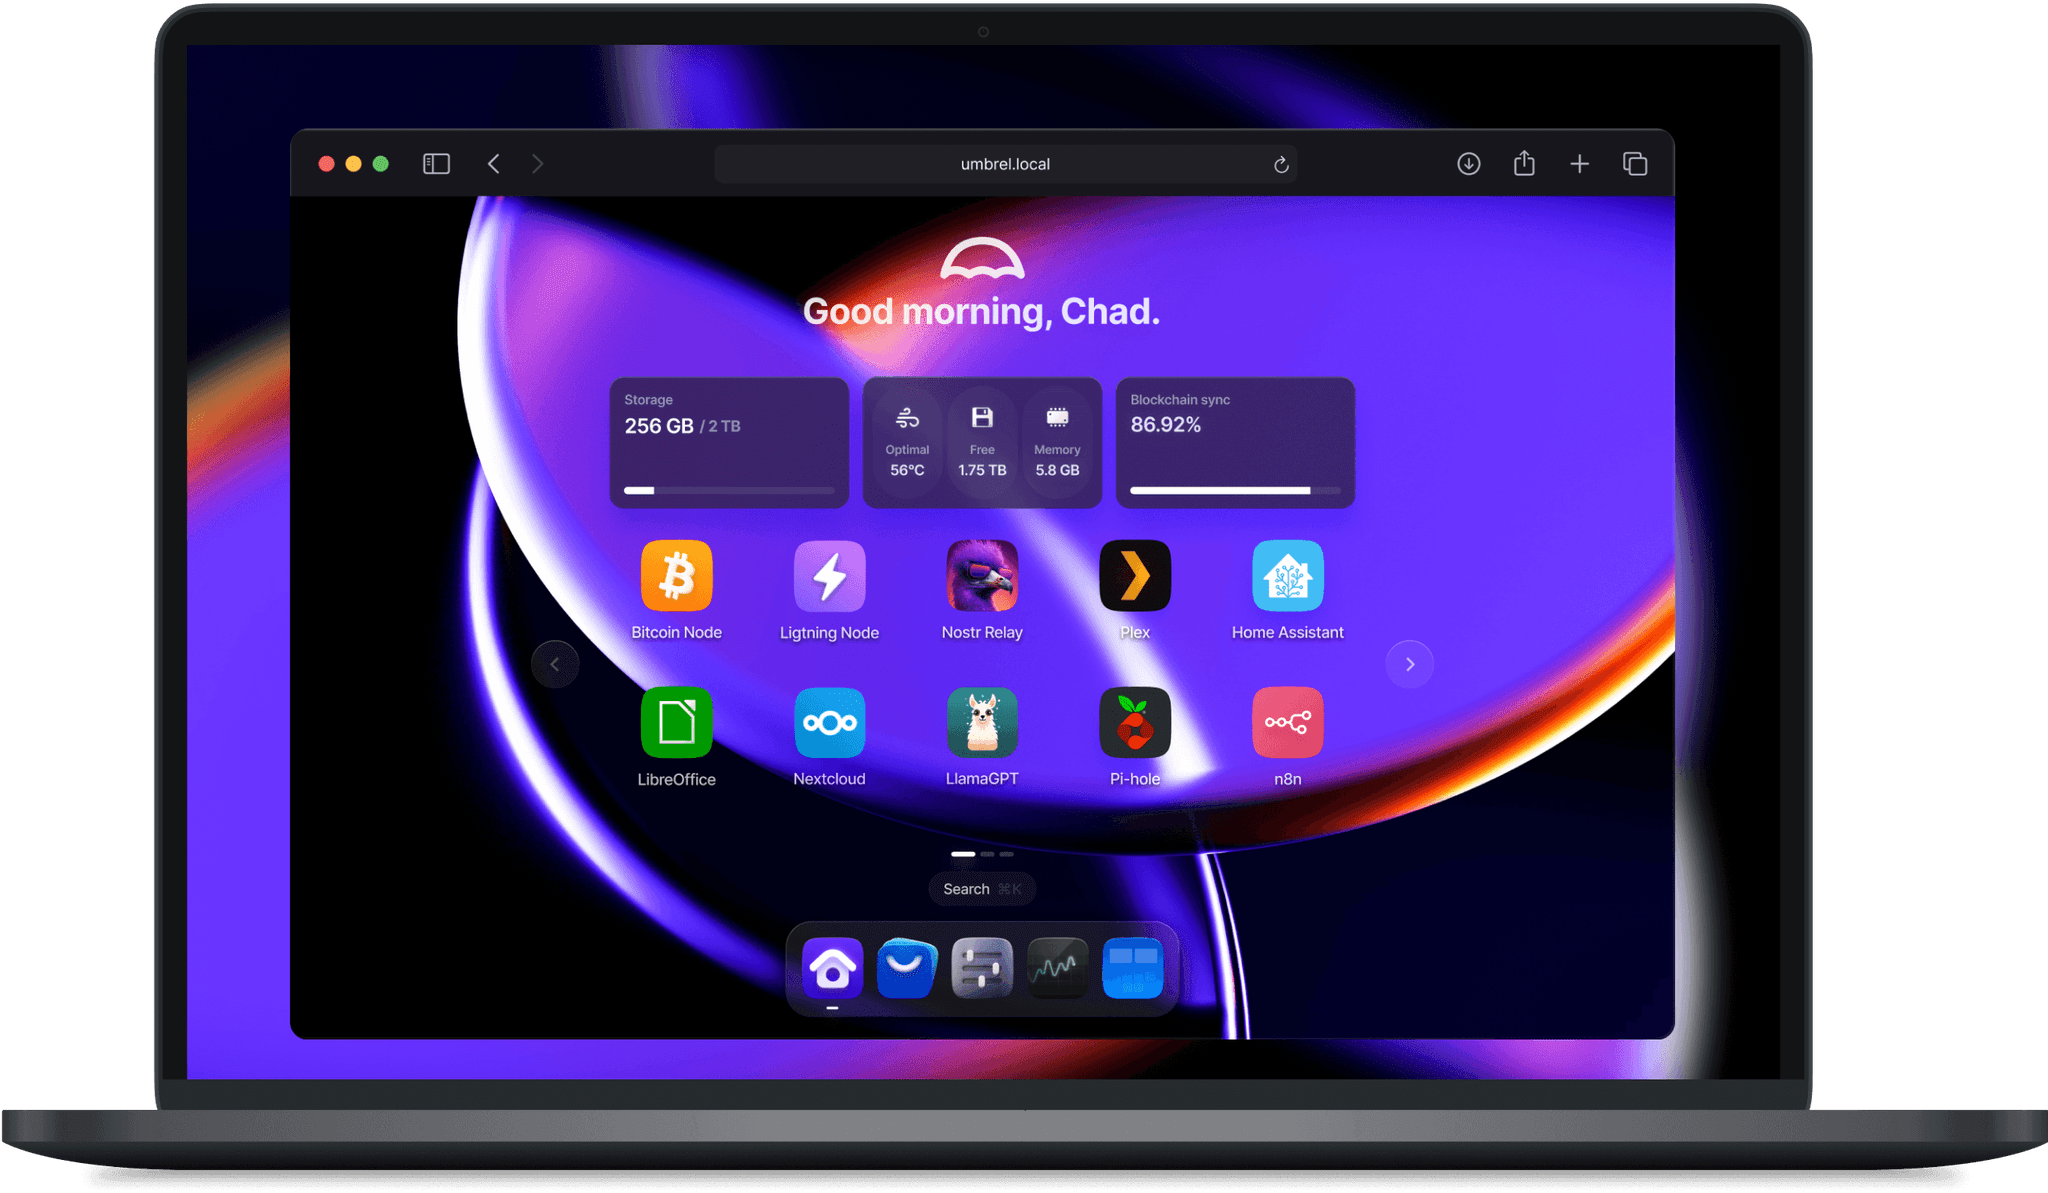 umbrel.local
Good morning, Chad.
Storage
256 GB / 2 TB
Optimal
56°C
Free
1.75 TB
Memory
5.8 GB
Blockchain sync
86.92%
Bitcoin Node
Ligtning Node
Nostr Relay
Plex
Home Assistant
LibreOffice
Nextcloud
LlamaGPT
Pi-hole
n8n
Search ⌘K